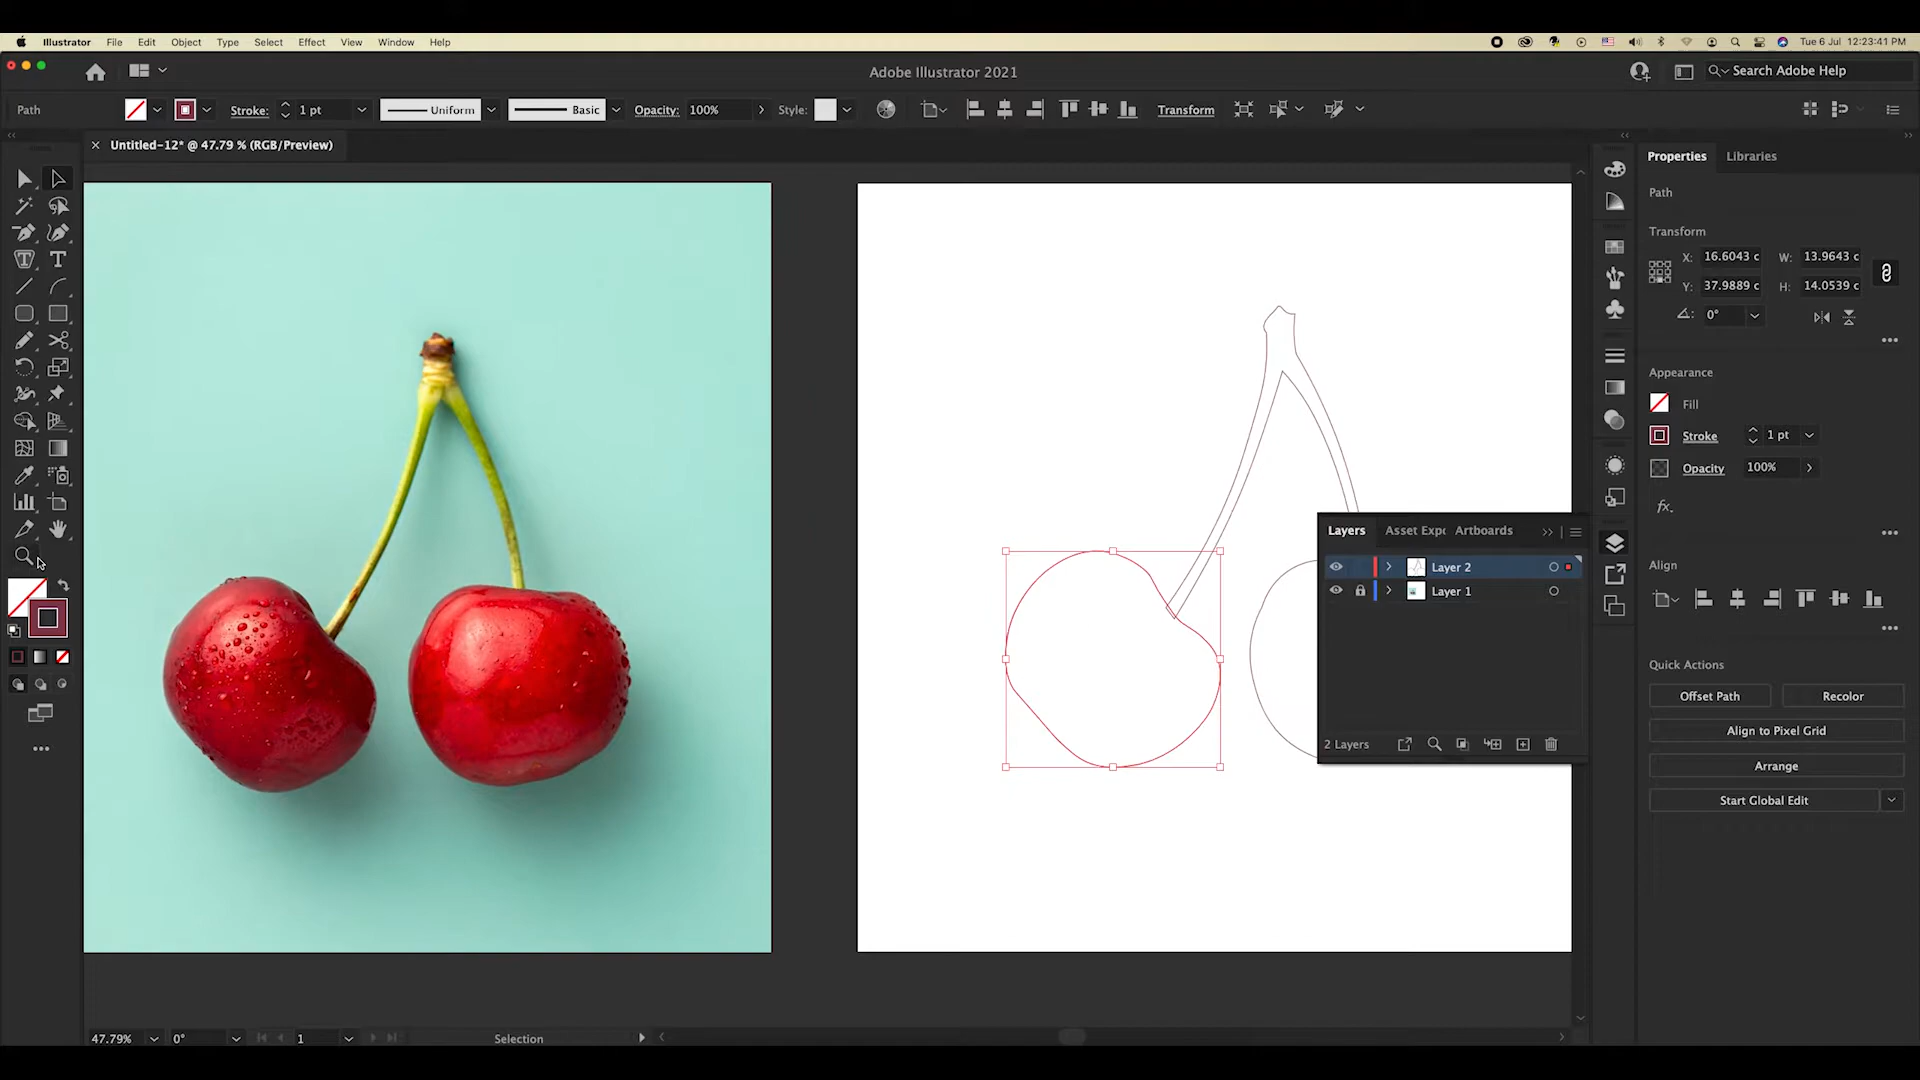 Illustrator File Edit Object Type Select Effect View Window Help Tue 6 Jul 12:23:41 PM
Adobe Illustrator 2021 Search Adobe Help
Path Stroke: 1 pt Uniform Basic Opacity: 100% Style: Transform
× Untitled-12* @ 47.79 % (RGB/Preview)
Properties Libraries
Path
Transform
X: 16.6043 c W: 13.9643 c
Y: 37.9889 c H: 14.0539 c
0°
Appearance
Fill
Stroke 1 pt
Opacity 100%
fx.
Layers Asset Expo Artboards
Layer 2
Layer 1
2 Layers
Align
Quick Actions
Offset Path Recolor
Align to Pixel Grid
Arrange
Start Global Edit
47.79% 0° 1 Selection